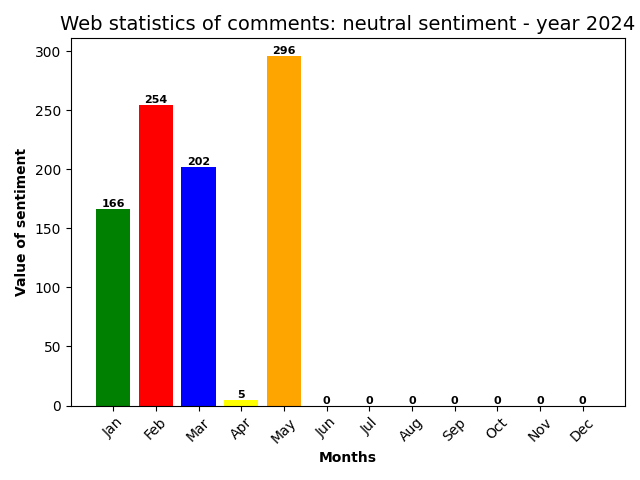 Web statistics of comments: neutral sentiment - year 2024
300
250
200
150
100
50
0
Value of sentiment
166
254
202
5
296
0
0
0
0
0
0
0
Jan
Feb
Mar
Apr
May
Jun
Jul
Aug
Sep
Oct
Nov
Dec
Months